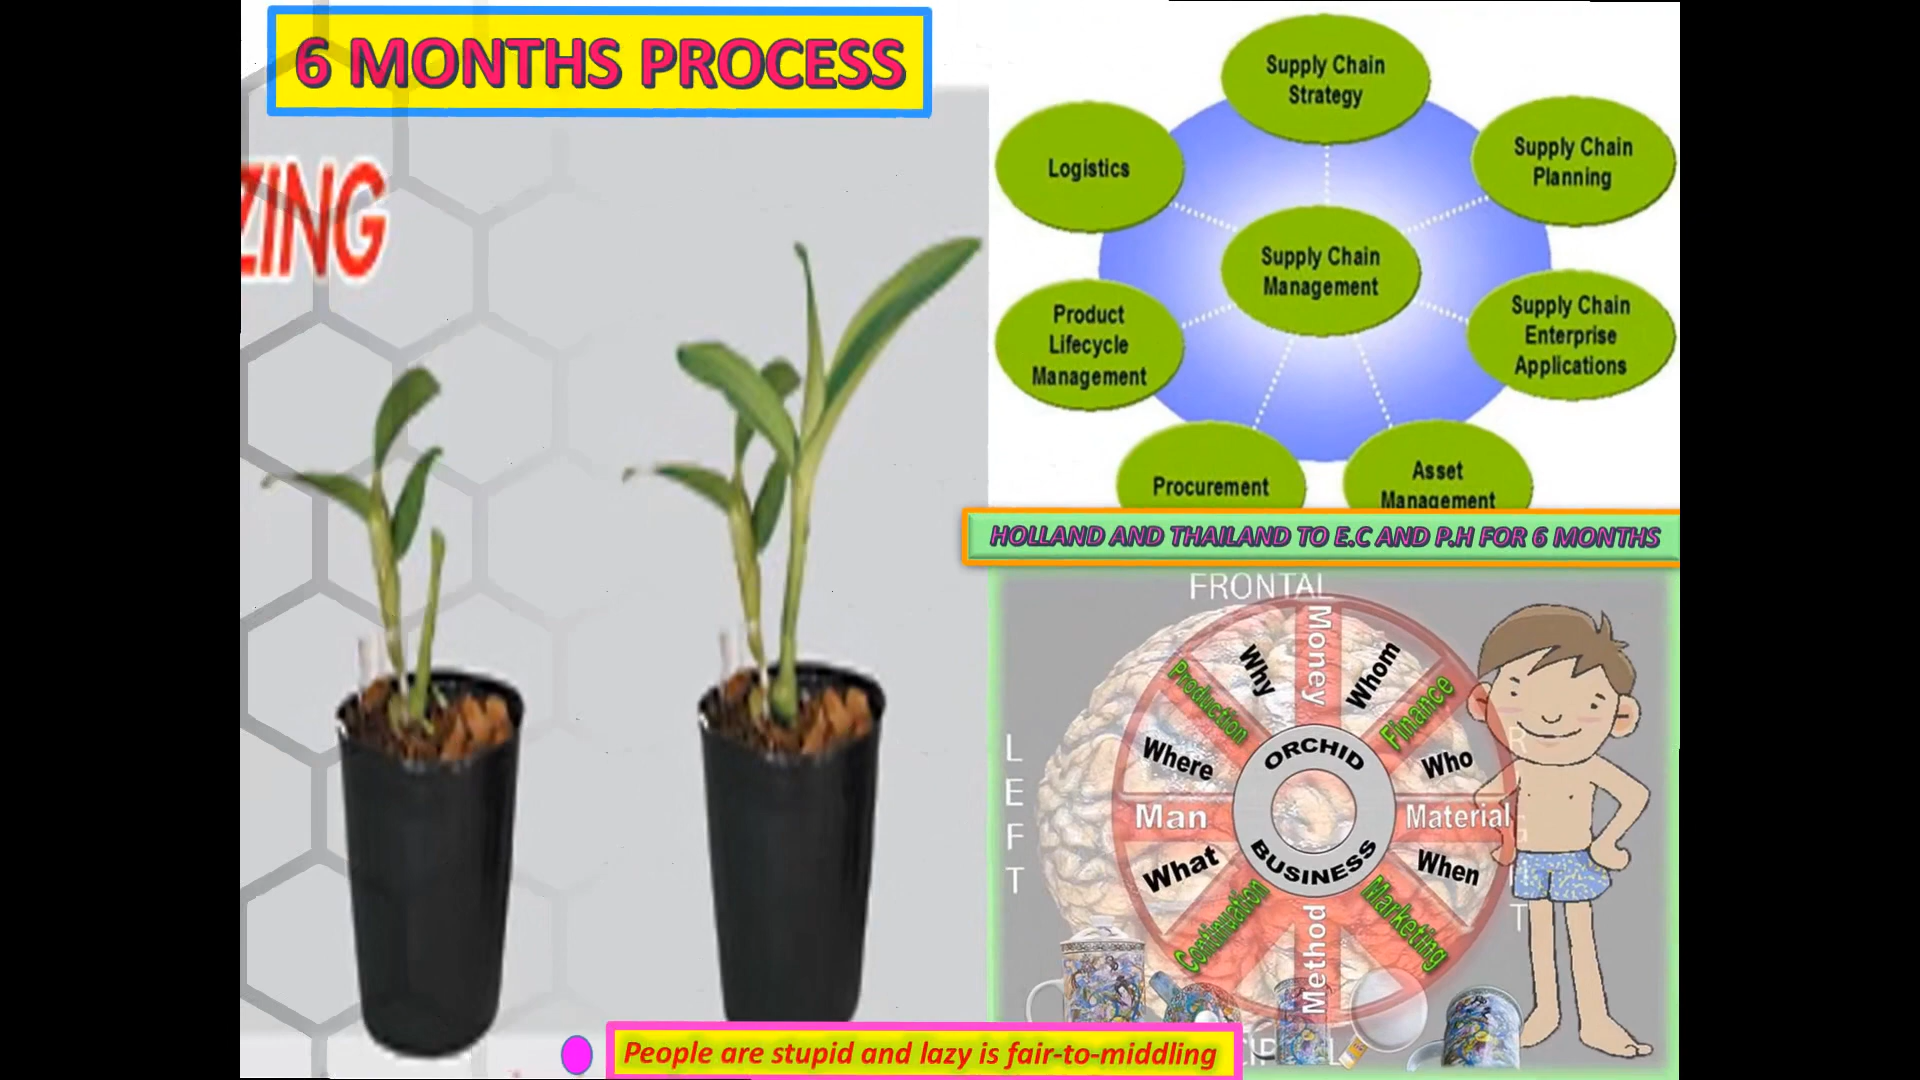 6 MONTHS PROCESS
ZING
Supply Chain
Strategy
Logistics
Supply Chain
Planning
Supply Chain
Management
Product
Lifecycle
Management
Supply Chain
Enterprise
Applications
Procurement
Asset
Management
HOLLAND AND THAILAND TO E.C AND P.H FOR 6 MONTHS
FRONTAL
LEFT
Money
Why
Whom
Production
Finance
Where
ORCHID
Who
Man
Material
What
BUSINESS
When
Continuation
Marketing
Method
People are stupid and lazy is fair-to-middling